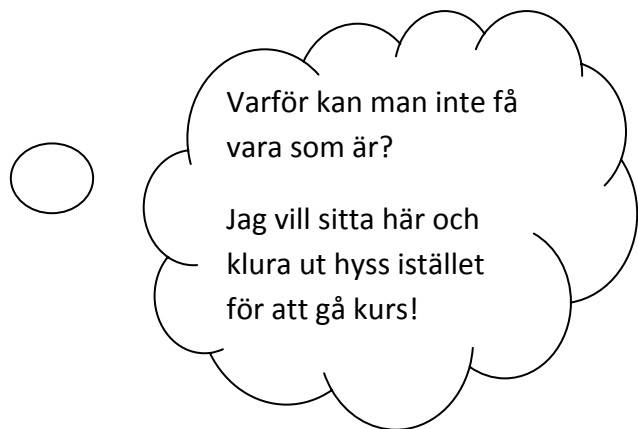 Varför kan man inte få
vara som är?
Jag vill sitta här och
klura ut hyss istället
för att gå kurs!